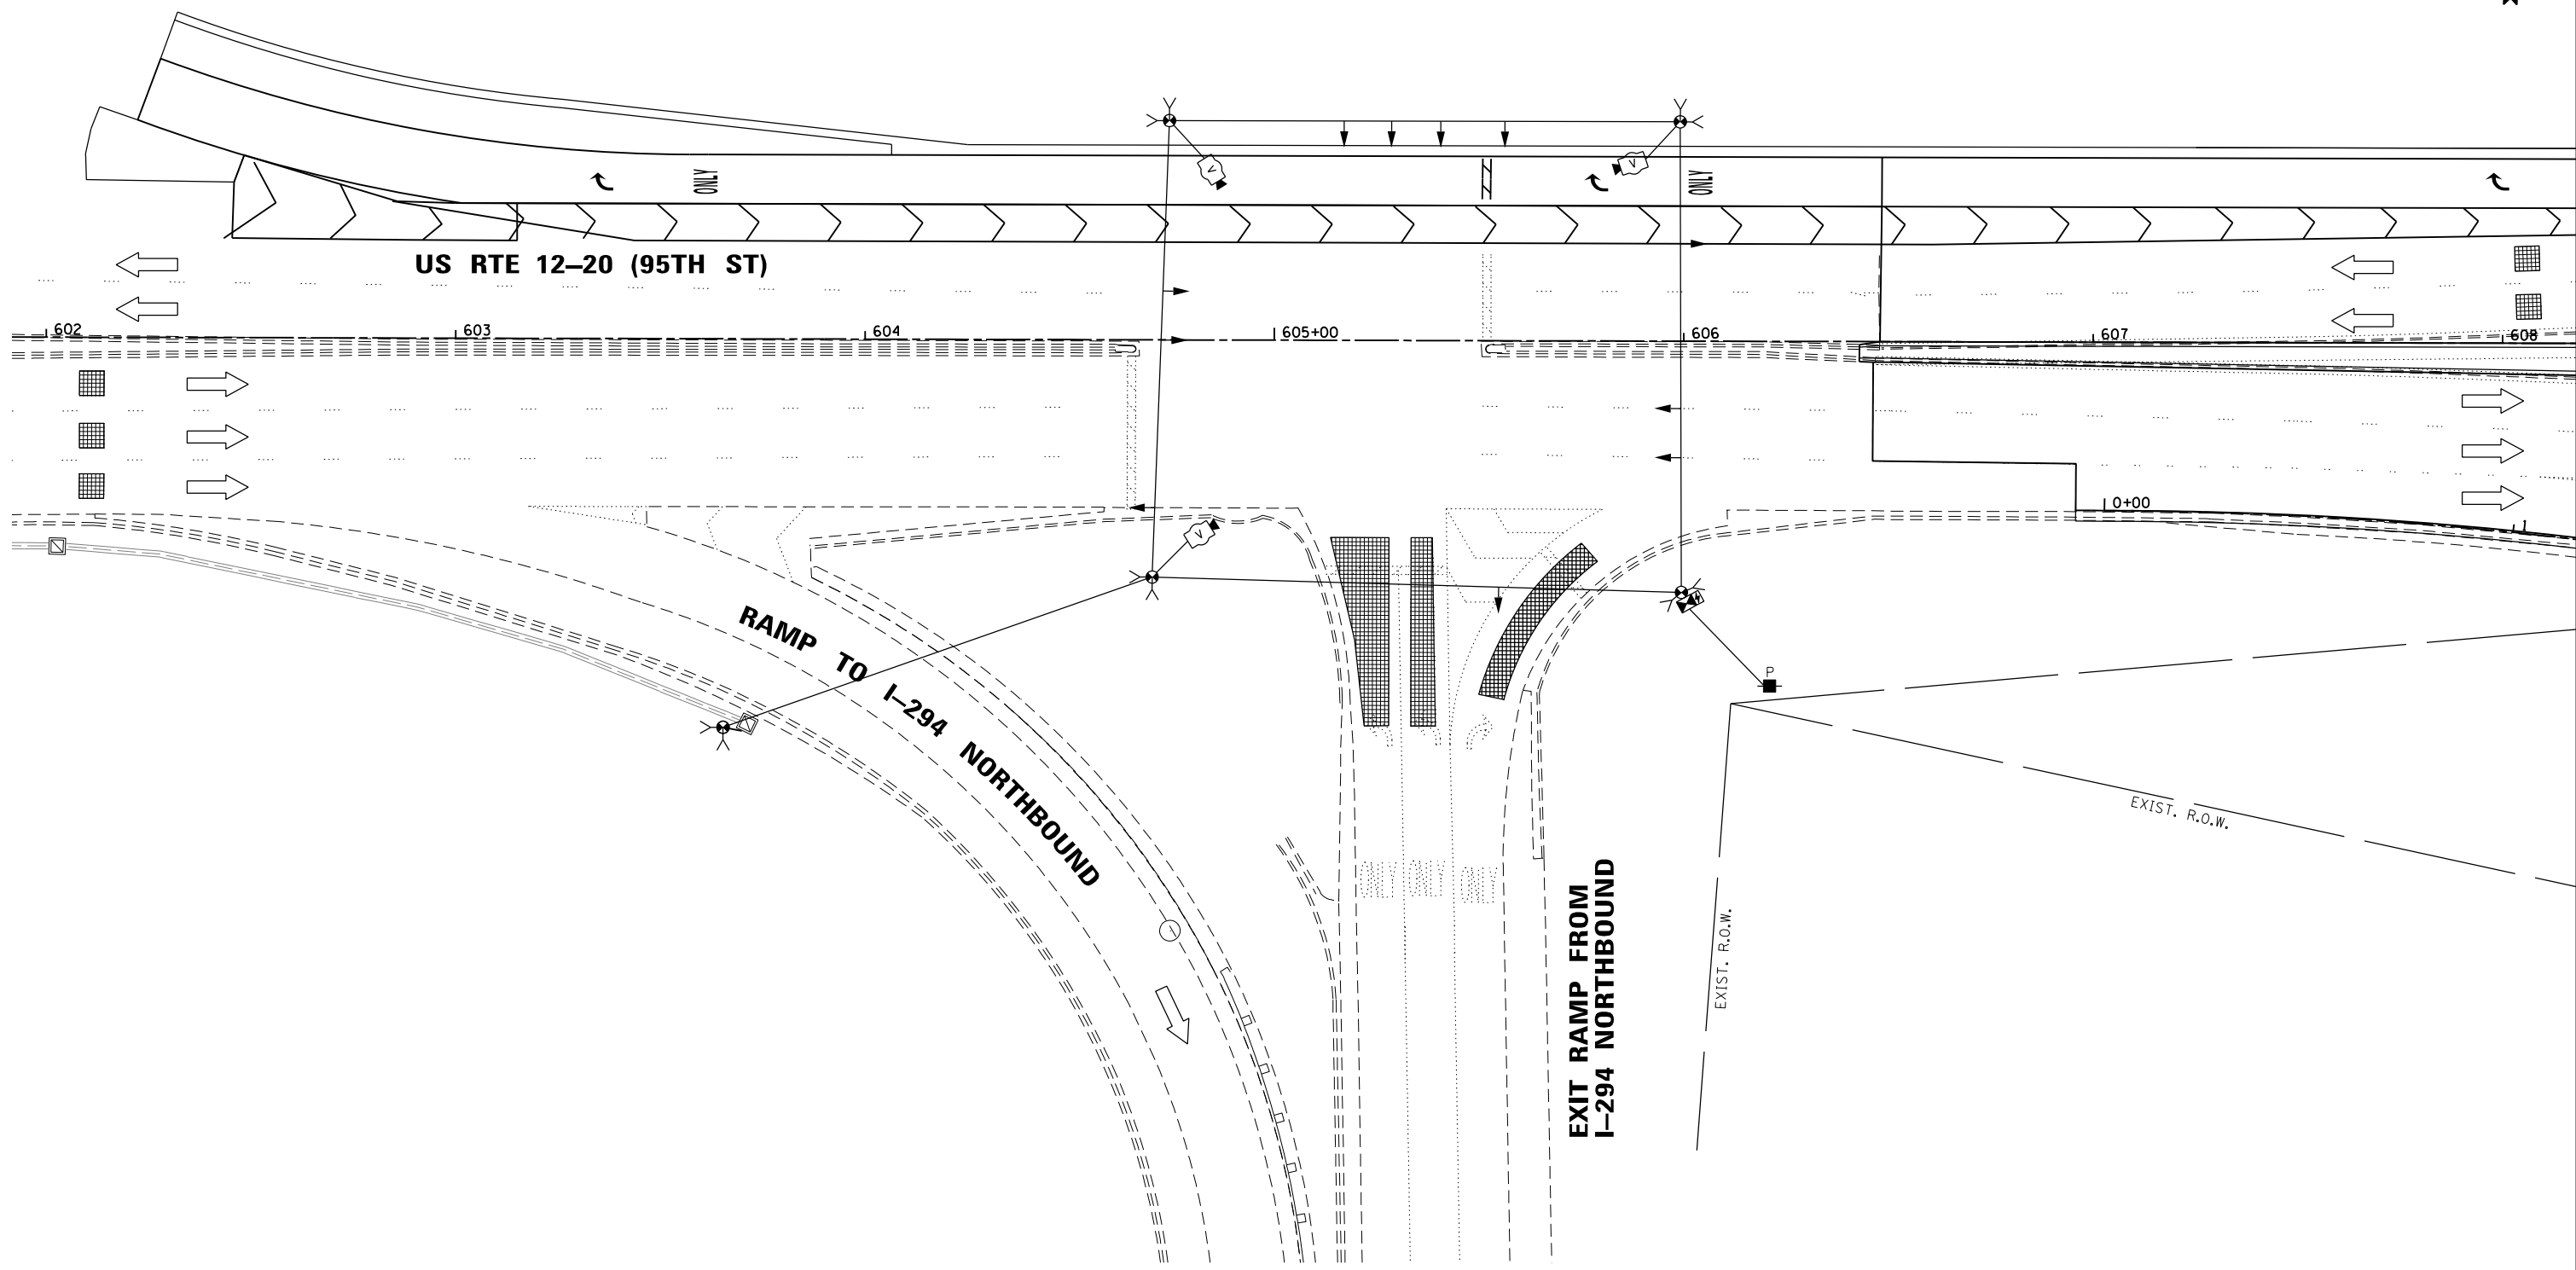 V
V
ONLY
ONLY
US RTE 12–20 (95TH ST)
602
603
604
605+00
606
607
608
0+00
1
V
RAMP TO I–294 NORTHBOUND
P
EXIST. R.O.W.
ONLY
ONLY
ONLY
EXIT RAMP FROM
I–294 NORTHBOUND
EXIST. R.O.W.